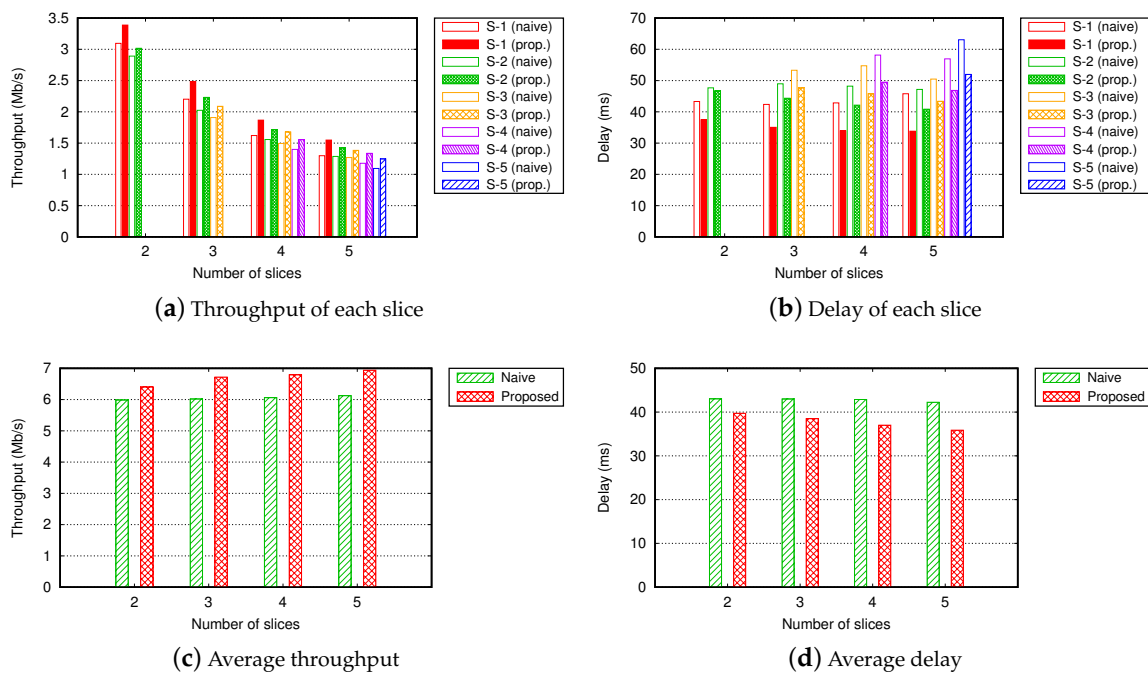 3.5
3
2.5
2
1.5
1
0.5
0
Throughput (Mb/s)
2 3 4 5
Number of slices
S-1 (naive)
S-1 (prop.)
S-2 (naive)
S-2 (prop.)
S-3 (naive)
S-3 (prop.)
S-4 (naive)
S-4 (prop.)
S-5 (naive)
S-5 (prop.)
(a) Throughput of each slice
70
60
50
40
30
20
10
0
Delay (ms)
2 3 4 5
Number of slices
S-1 (naive)
S-1 (prop.)
S-2 (naive)
S-2 (prop.)
S-3 (naive)
S-3 (prop.)
S-4 (naive)
S-4 (prop.)
S-5 (naive)
S-5 (prop.)
(b) Delay of each slice
7
6
5
4
3
2
1
0
Throughput (Mb/s)
2 3 4 5
Number of slices
Naive
Proposed
(c) Average throughput
50
40
30
20
10
0
Delay (ms)
2 3 4 5
Number of slices
Naive
Proposed
(d) Average delay